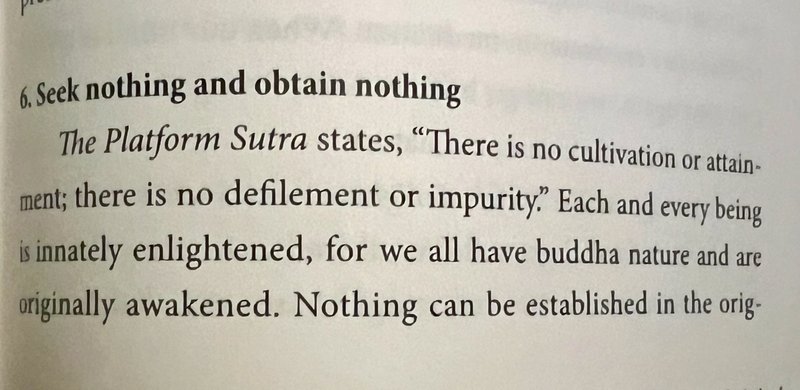 6. Seek nothing and obtain nothing
The Platform Sutra states, “There is no cultivation or attain-
ment; there is no defilement or impurity.” Each and every being
is innately enlightened, for we all have buddha nature and are
originally awakened. Nothing can be established in the orig-